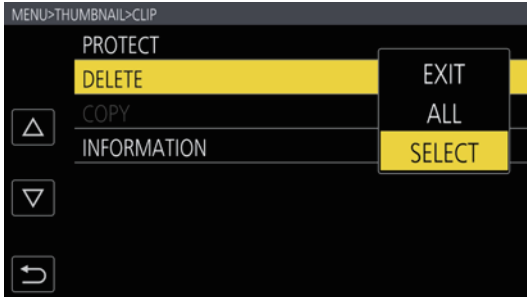 MENU>THUMBNAIL>CLIP
PROTECT
DELETE
COPY
INFORMATION
EXIT
ALL
SELECT